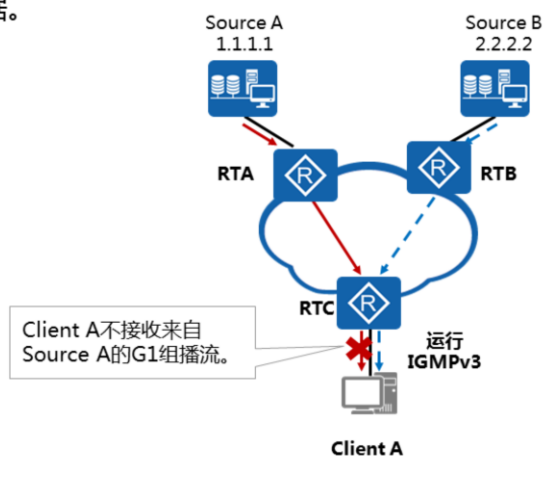 据。
Source A
1.1.1.1
Source B
2.2.2.2
RTA
RTB
RTC
Client A不接收来自
Source A的G1组播流。
运行
IGMPv3
Client A